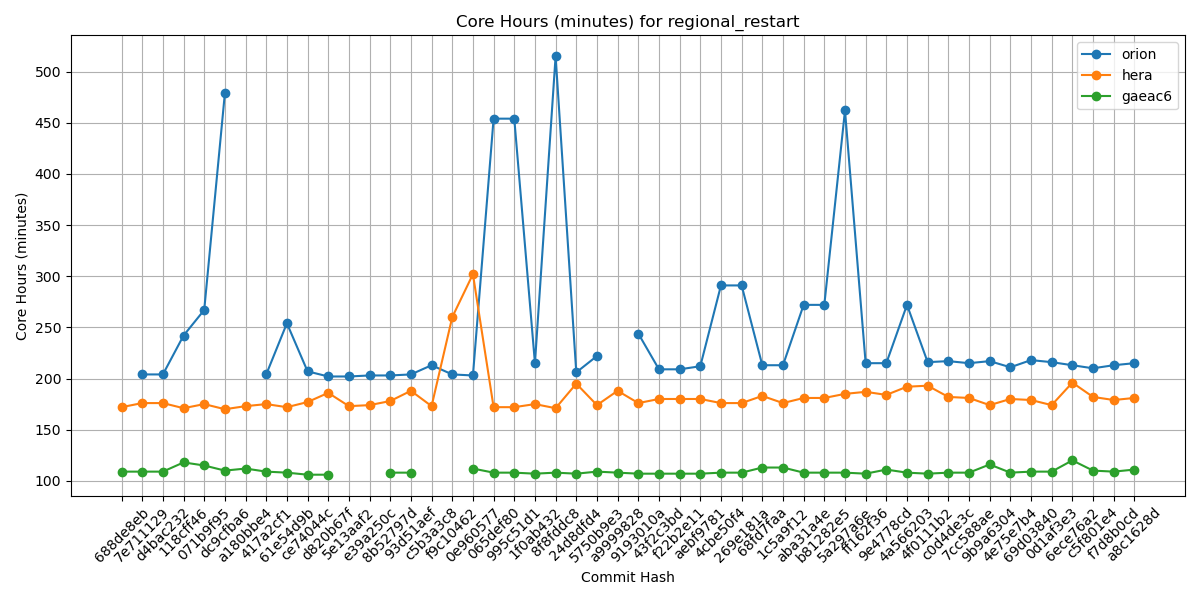 Core Hours (minutes) for regional_restart
orion
hera
gaeac6
Core Hours (minutes)
500
450
400
350
300
250
200
150
100
688de8eb
7e711129
d4bac232
118cff46
071b9f95
dc9cfba6
a180bbe4
417a2cf1
61e54d9b
ce74044c
d820b67f
5e13aaf2
e39a250c
8b52797d
93d51aef
c5b3a3c8
f9c10462
0e960577
065def80
995c51d1
1f0ab432
8f8fdfdc8
24d8dfd4
5750b9e3
a9999828
9193010a
43f253bd
f22b2e11
aebf9781
4cbe50f4
269e181a
68fd7faa
1c5a9f12
aba31a4e
b81282e5
5a297a6e
ff162f36
9e4778cd
4a566203
4f011b2
c0d4de3c
7cc588ae
9b9a6304
4e75e7b4
69d03840
0d1af3e3
6ece76a2
c5f801e4
f7d8b0cd
a8c1628d
Commit Hash